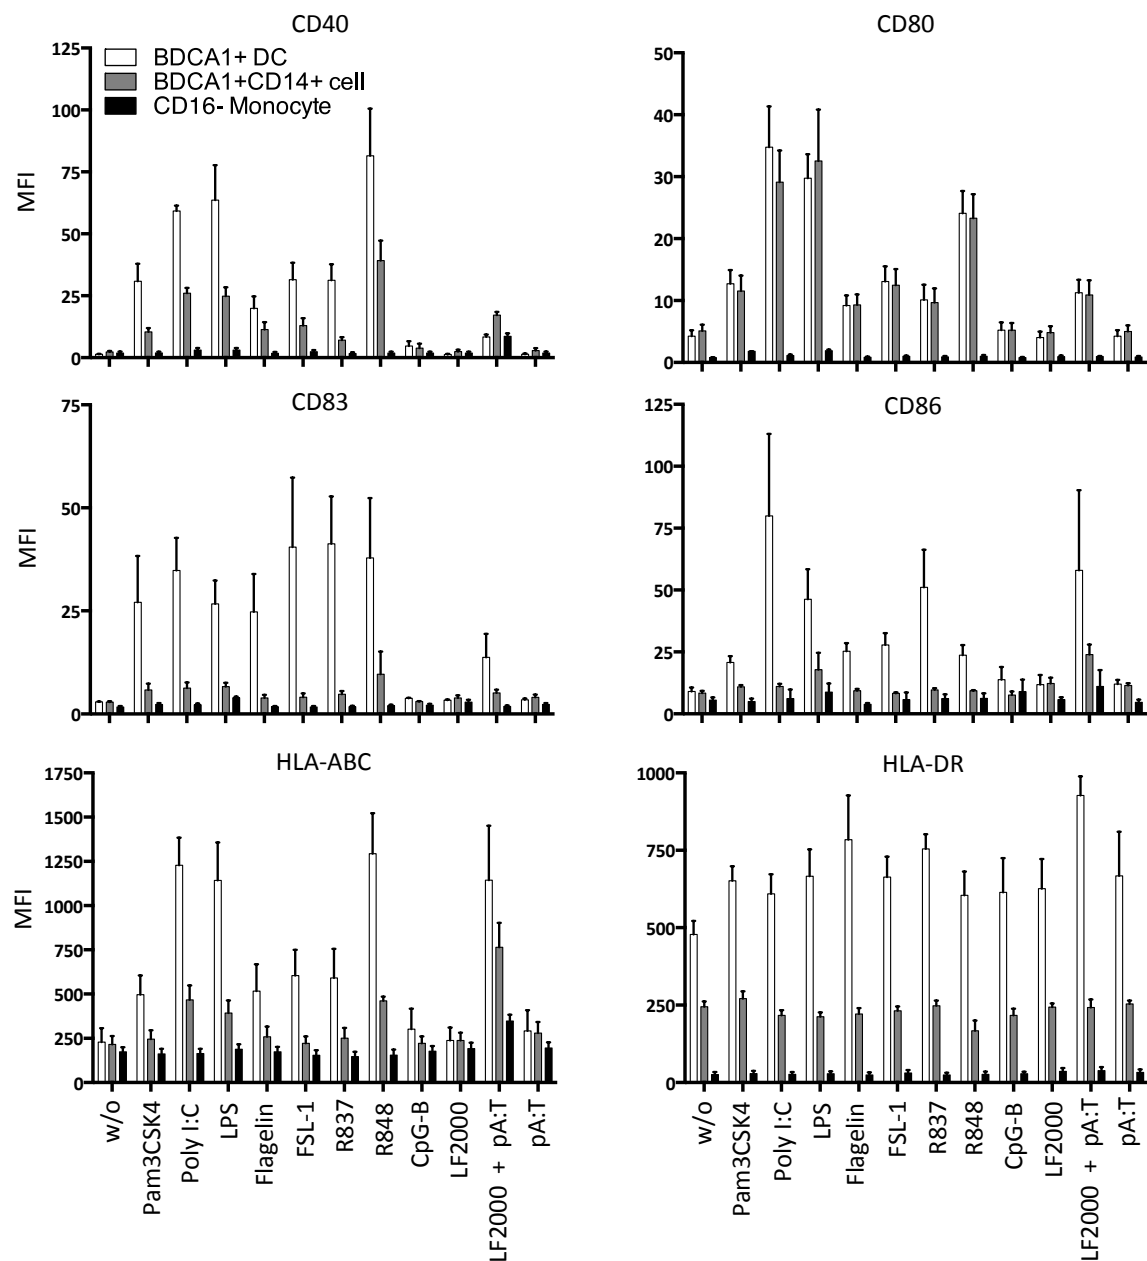 CD40
MFI
125
100
75
50
25
0
BDCA1+ DC
BDCA1+CD14+ cell
CD16- Monocyte
CD80
50
40
30
20
10
0
CD83
MFI
75
50
25
0
CD86
125
100
75
50
25
0
HLA-ABC
MFI
1750
1500
1250
1000
750
500
250
0
w/o
Pam3CSK4
Poly I:C
LPS
Flagelin
FSL-1
R837
R848
CpG-B
LF2000
LF2000 + pA:T
pA:T
HLA-DR
1000
750
500
250
0
w/o
Pam3CSK4
Poly I:C
LPS
Flagelin
FSL-1
R837
R848
CpG-B
LF2000
LF2000 + pA:T
pA:T